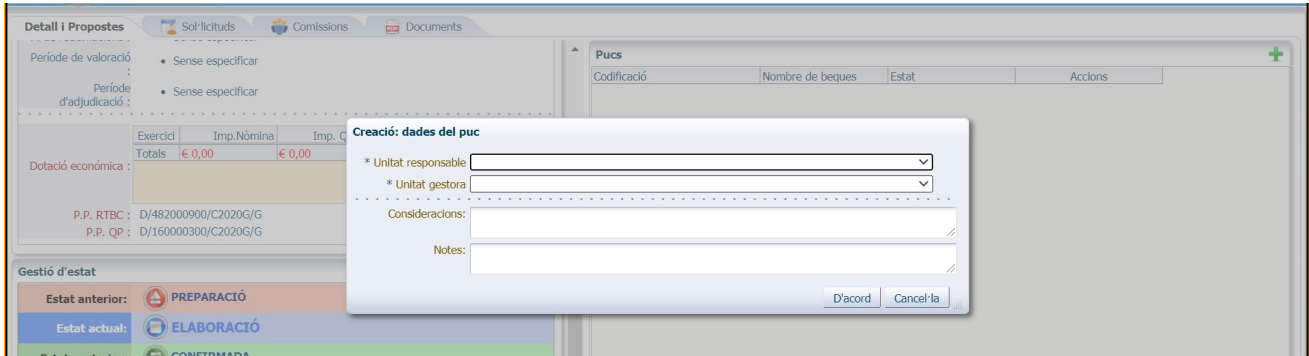 Detall i Propostes
Sol·licituds
Comissions
Documents
Període de valoració :
• Sense especificar
Període d'adjudicació :
• Sense especificar
Exercici Imp.Nòmina Imp. Q
Totals € 0,00 € 0,00
Dotació económica :
P.P. RTBC : D/482000900/C2020G/G
P.P. QP : D/160000300/C2020G/G
Gestió d'estat
Estat anterior: PREPARACIÓ
Estat actual: ELABORACIÓ
CONFIRMADA
Pucs
Codificació Nombre de beques Estat Accions
Creació: dades del puc
* Unitat responsable
* Unitat gestora
Consideracions:
Notes:
D'acord Cancel·la